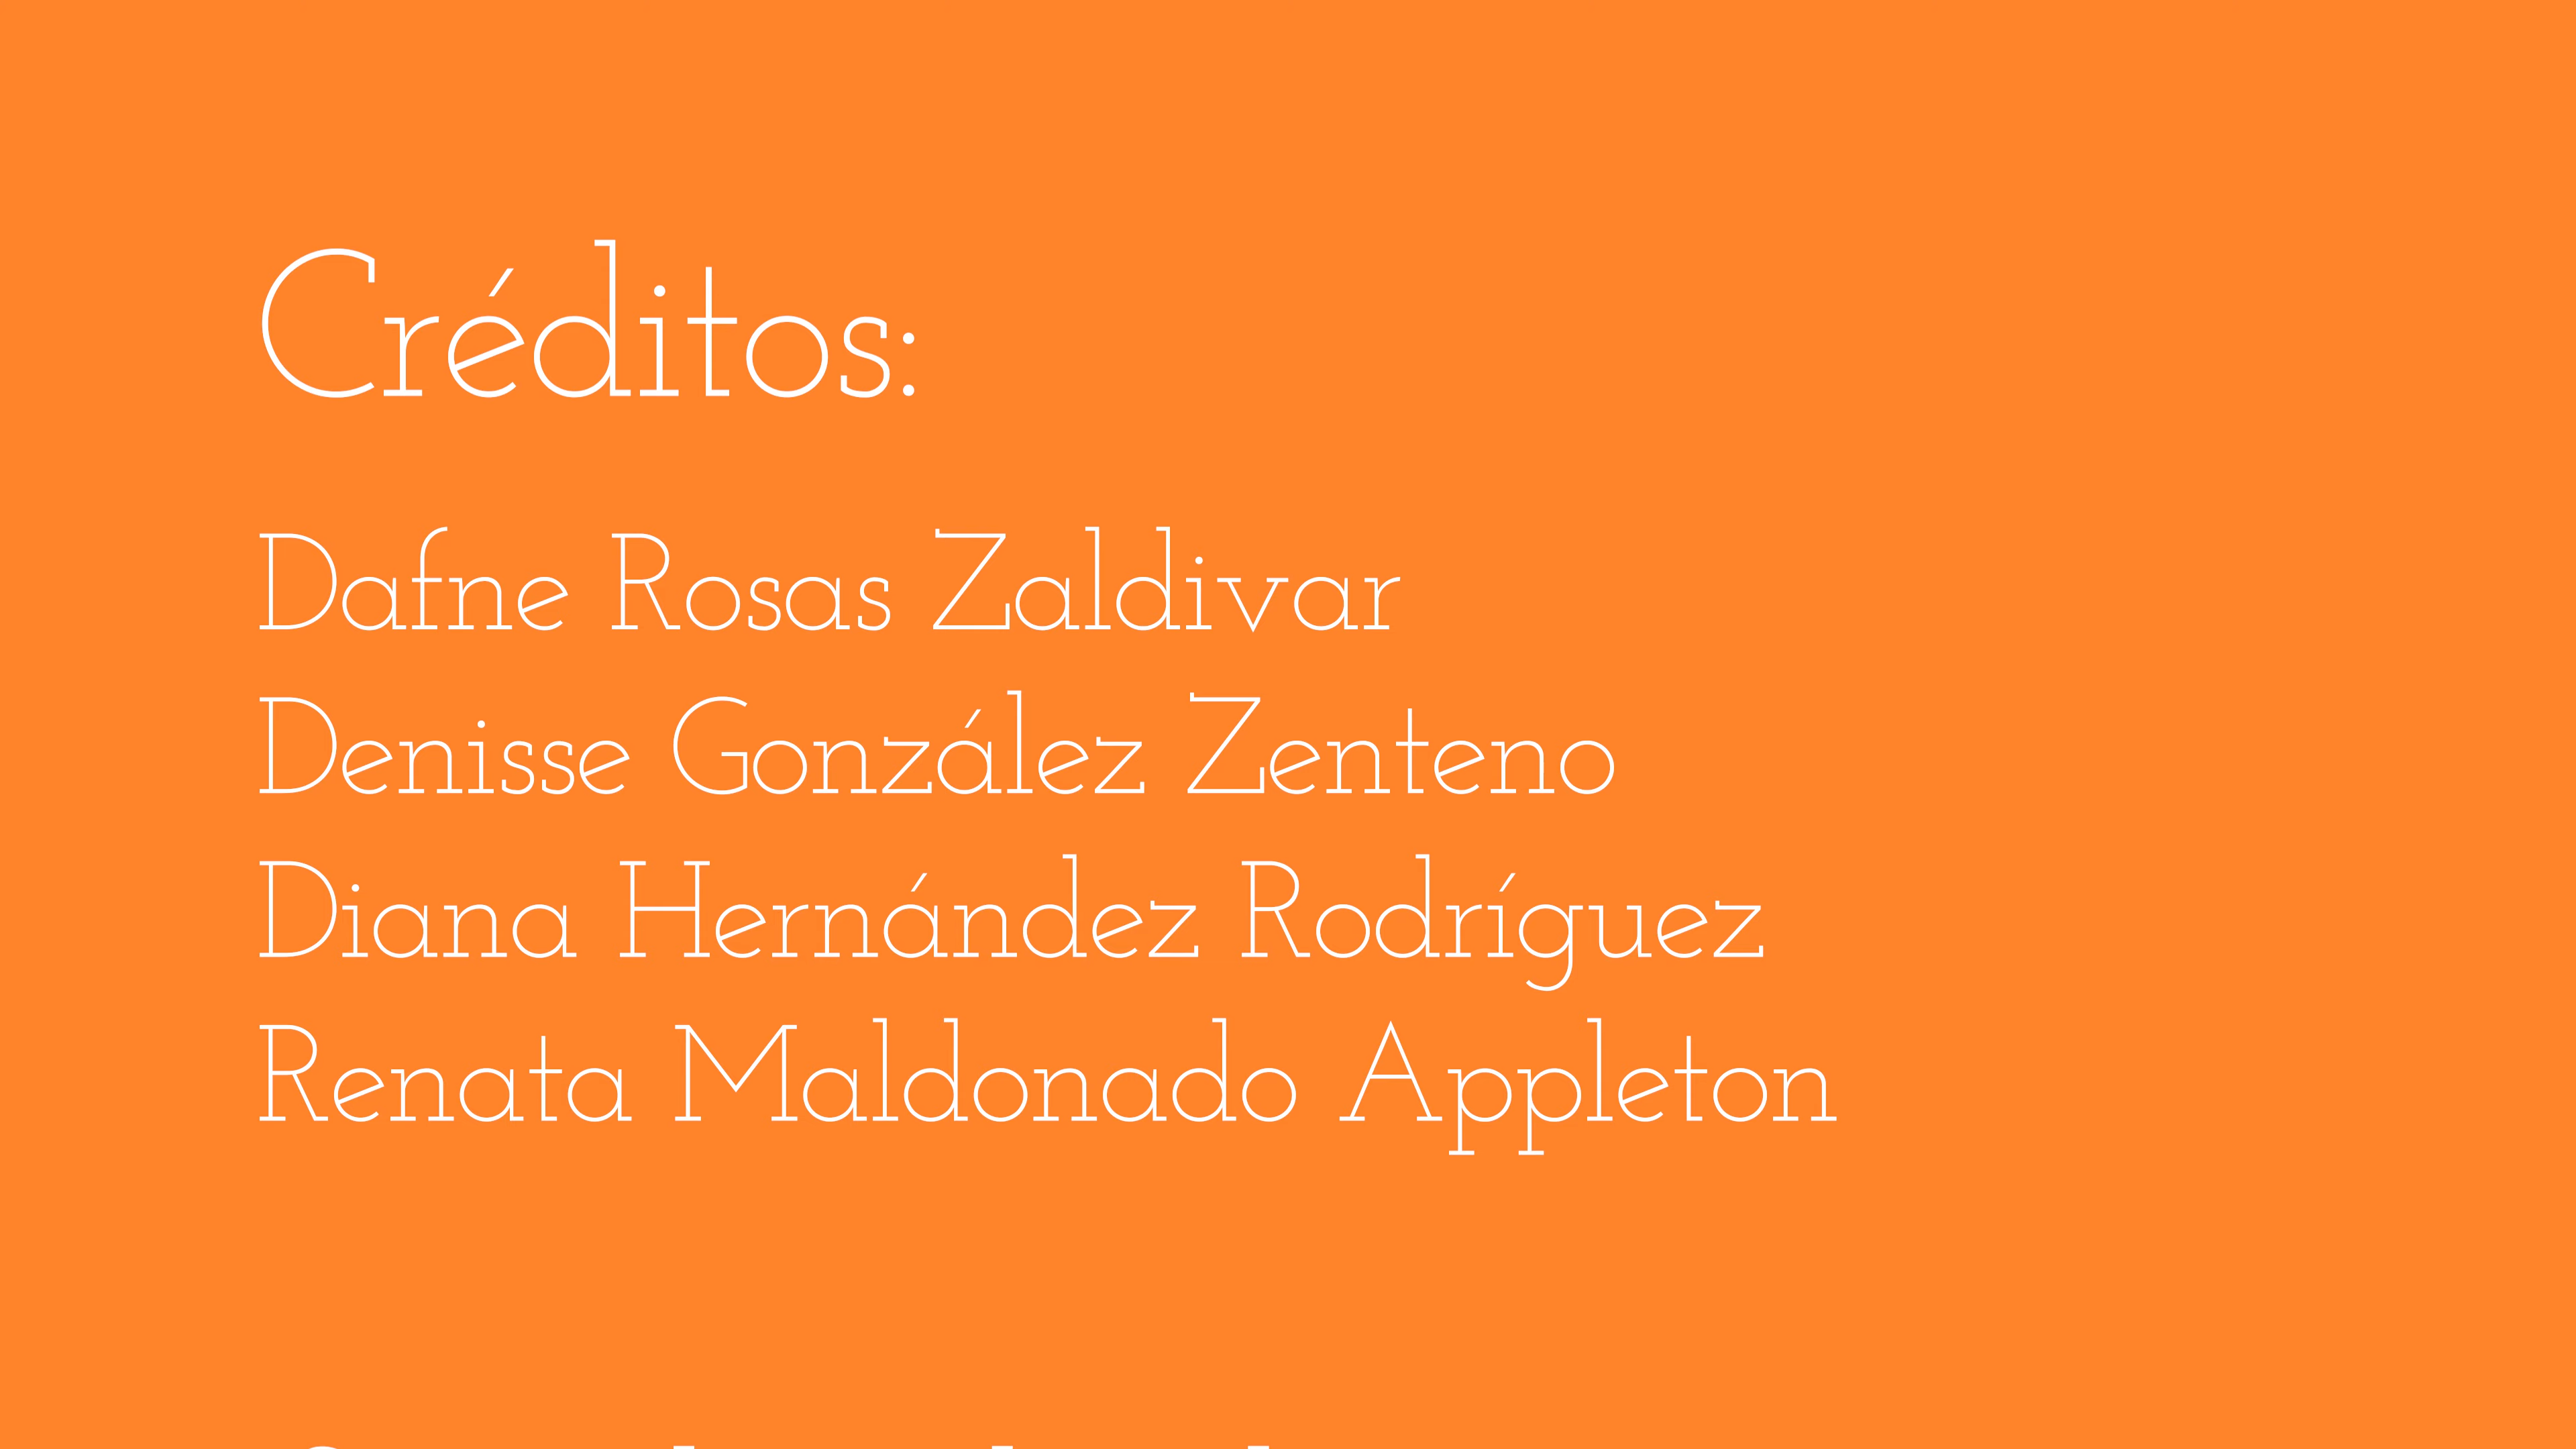 Créditos:
Dafne Rosas Zaldivar
Denisse González Zenteno
Diana Hernández Rodríguez
Renata Maldonado Appleton